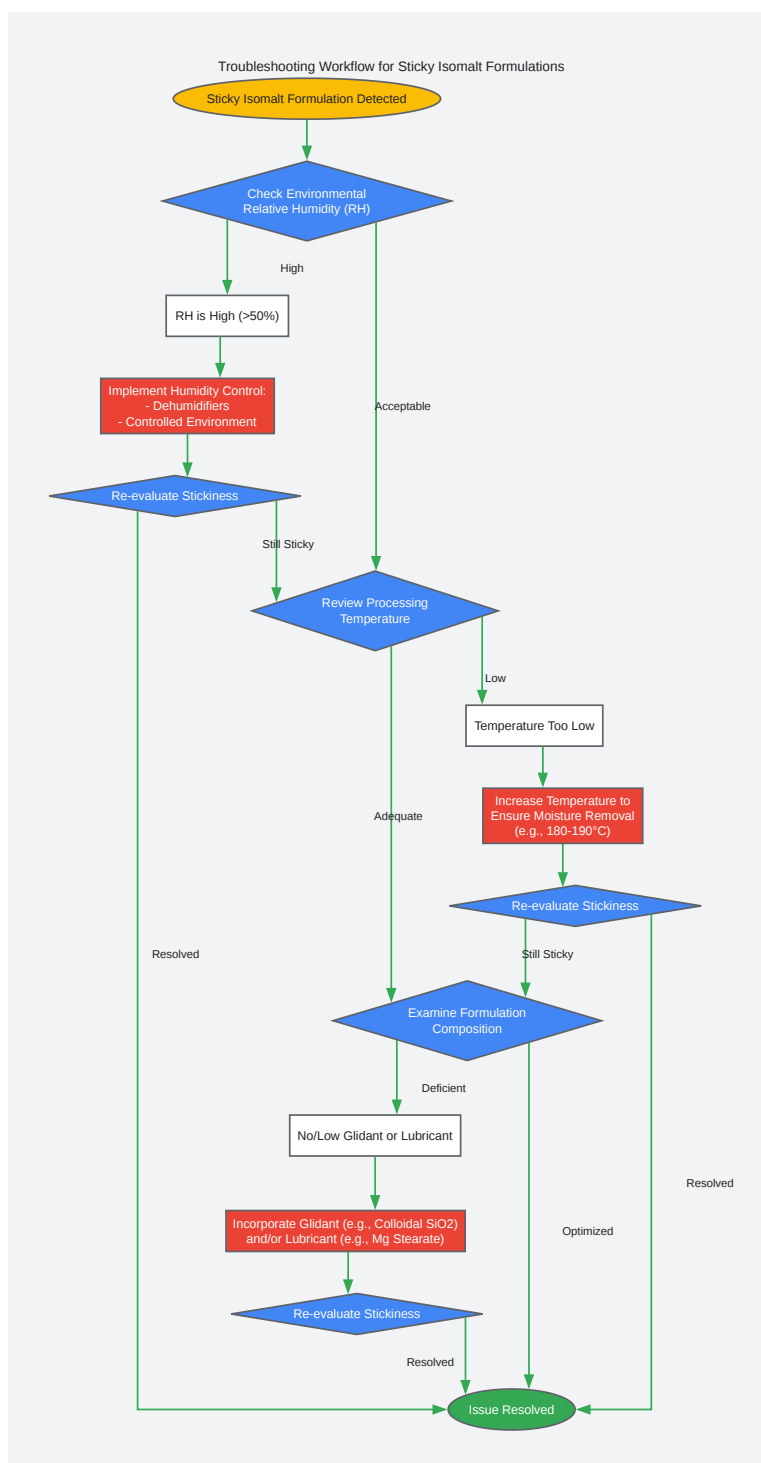 Troubleshooting Workflow for Sticky Isomalt Formulations
Sticky Isomalt Formulation Detected
Check Environmental
Relative Humidity (RH)
High
RH is High (>50%)
Implement Humidity Control:
- Dehumidifiers
- Controlled Environment
Acceptable
Re-evaluate Stickiness
Still Sticky
Review Processing
Temperature
Low
Temperature Too Low
Increase Temperature to
Ensure Moisture Removal
(e.g., 180-190°C)
Adequate
Re-evaluate Stickiness
Resolved
Still Sticky
Examine Formulation
Composition
Deficient
No/Low Glidant or Lubricant
Resolved
Incorporate Glidant (e.g., Colloidal SiO2)
and/or Lubricant (e.g., Mg Stearate)
Optimized
Re-evaluate Stickiness
Resolved
Issue Resolved